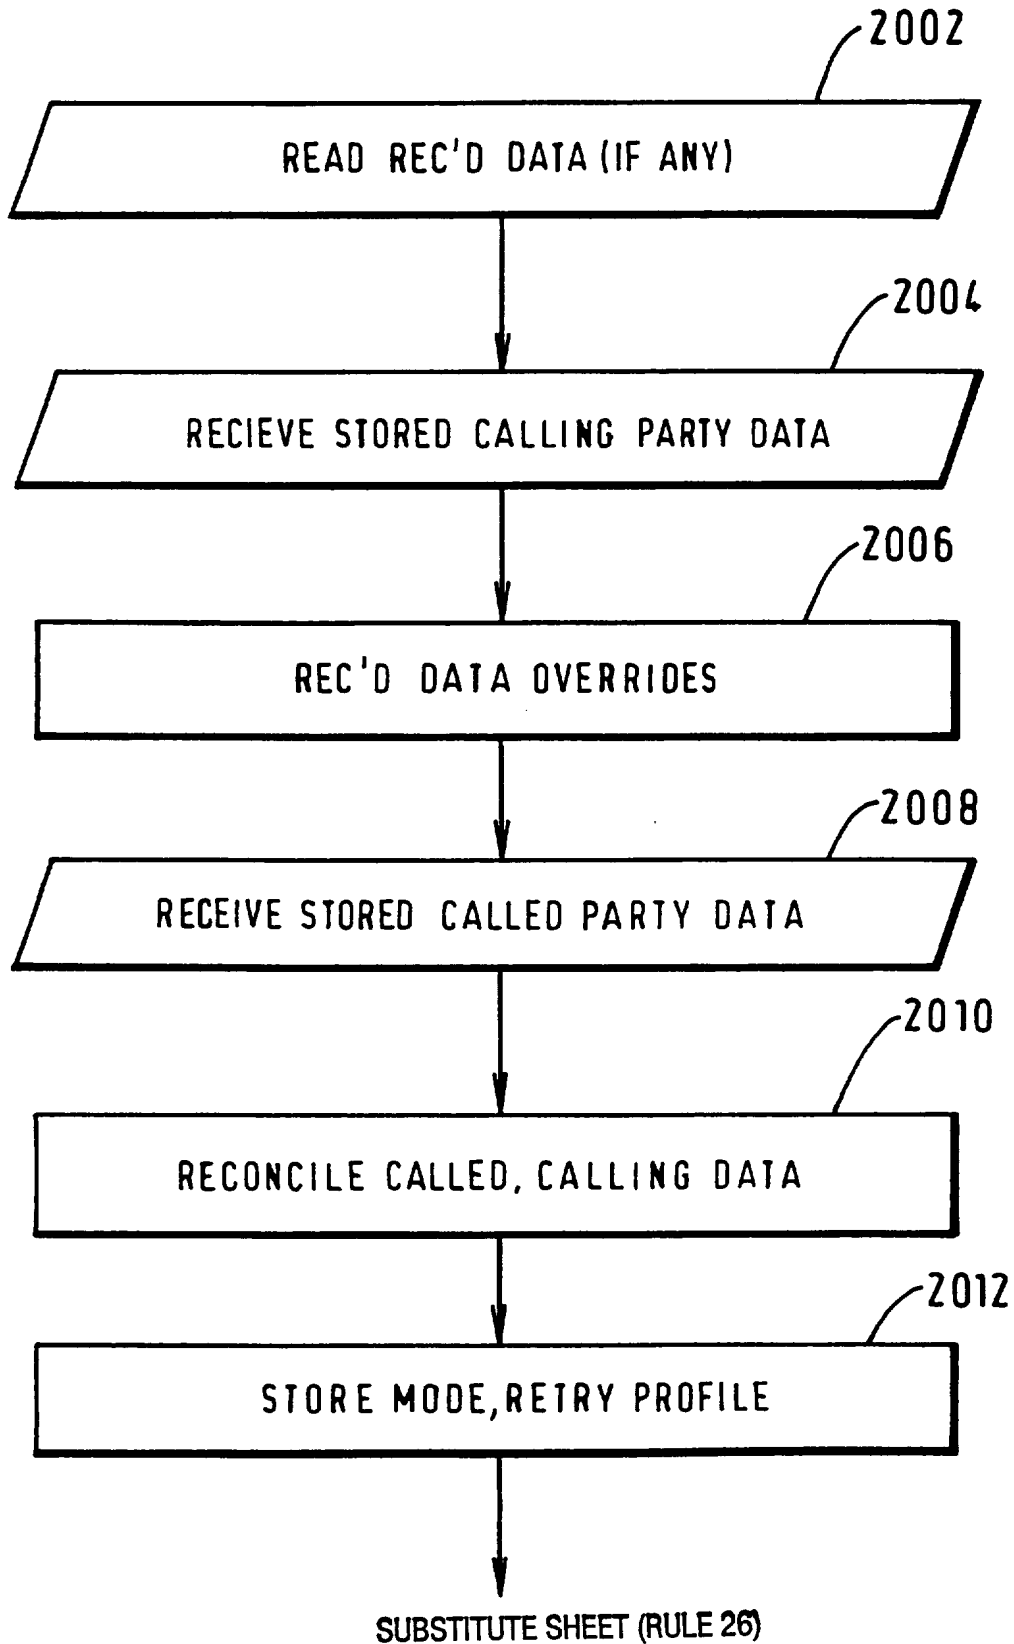 2002
READ REC'D DATA (IF ANY)
2004
RECIEVE STORED CALLING PARTY DATA
2006
REC'D DATA OVERRIDES
2008
RECEIVE STORED CALLED PARTY DATA
2010
RECONCILE CALLED, CALLING DATA
2012
STORE MODE, RETRY PROFILE
SUBSTITUTE SHEET (RULE 26)